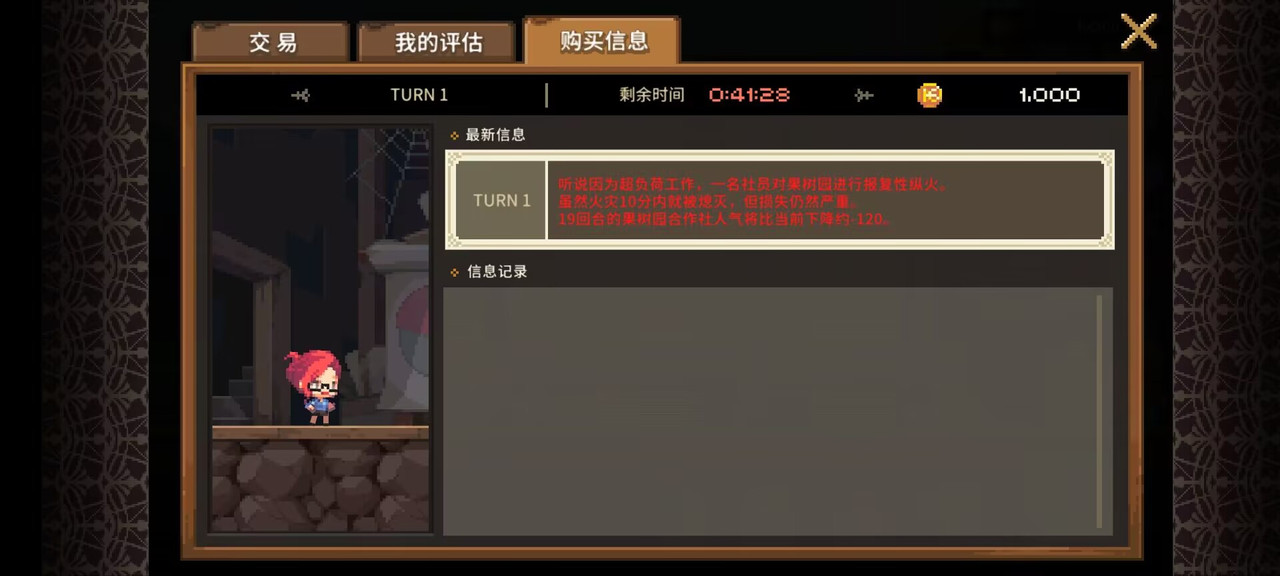 交易
我的评估
购买信息
TURN 1
剩余时间
0:41:28
1,000
最新信息
TURN 1
听说因为超负荷工作，一名社员对果树园进行报复性纵火。
虽然火灾10分内就被熄灭，但损失仍然严重。
19回合的果树园合作社人气将比当前下降约-120。
信息记录